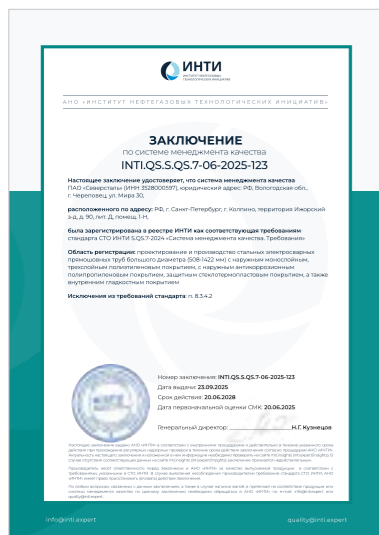 ИНТИ
ИНСТИТУТ НЕФТЕГАЗОВЫХ
ТЕХНОЛОГИЧЕСКИХ ИНИЦИАТИВ
АНО «ИНСТИТУТ НЕФТЕГАЗОВЫХ ТЕХНОЛОГИЧЕСКИХ ИНИЦИАТИВ»
ЗАКЛЮЧЕНИЕ
по системе менеджмента качества
INTI.QS.S.QS.7-06-2025-123
Настоящее заключение удостоверяет, что система менеджмента качества
ПАО «Северсталь» (ИНН 3528000597), юридический адрес: РФ, Вологодская обл.,
г. Череповец, ул. Мира 30,
расположенного по адресу: РФ, г. Санкт-Петербург, г. Колпино, территория Ижорский
з-д, д. 90, лит. Д, помещ. 1-Н,
была зарегистрирована в реестре ИНТИ как соответствующая требованиям
стандарта СТО ИНТИ S.QS.7-2024 «Система менеджмента качества. Требования»
Область регистрации: проектирование и производство стальных электросварных
прямошовных труб большого диаметра (508-1422 мм) с наружным монослойным,
трехслойным полиэтиленовым покрытием, с наружным антикоррозионным
полипропиленовым покрытием, защитным стеклотермопластовым покрытием, а также
внутренним гладкостным покрытием
Исключения из требований стандарта: п. 8.3.4.2
Номер заключения: INTI.QS.S.QS.7-06-2025-123
Дата выдачи: 23.09.2025
Срок действия: 20.06.2028
Дата первоначальной оценки СМК: 20.06.2025
Генеральный директор: Н.Г. Кузнецов
info@inti.expert
quality@inti.expert